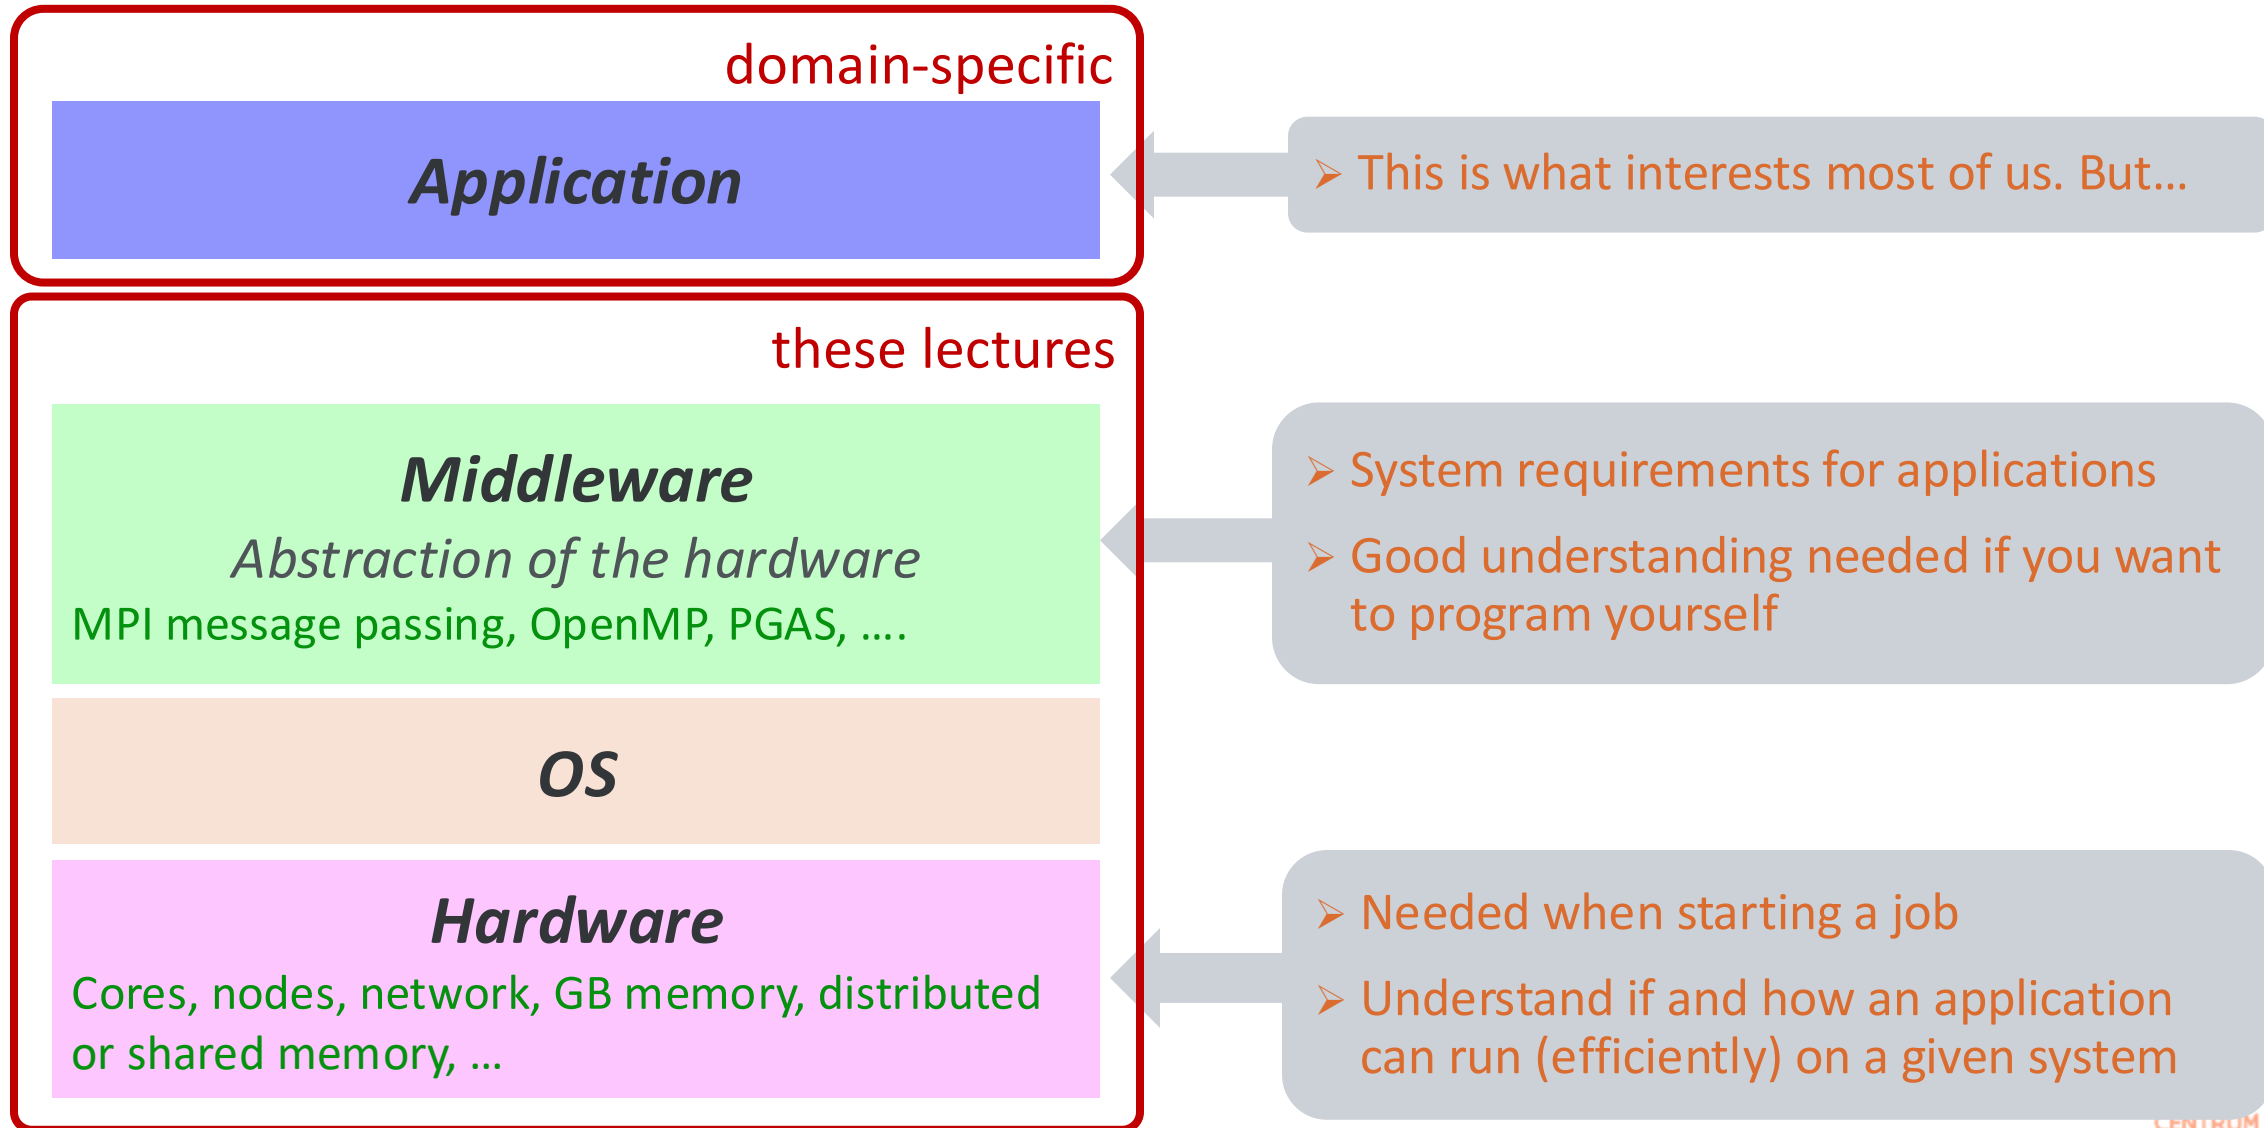 domain-specific
Application
➢ This is what interests most of us. But…
these lectures
Middleware
Abstraction of the hardware
MPI message passing, OpenMP, PGAS, ….
➢ System requirements for applications
➢ Good understanding needed if you want
to program yourself
OS
Hardware
Cores, nodes, network, GB memory, distributed
or shared memory, …
➢ Needed when starting a job
➢ Understand if and how an application
can run (efficiently) on a given system
CENTRUM